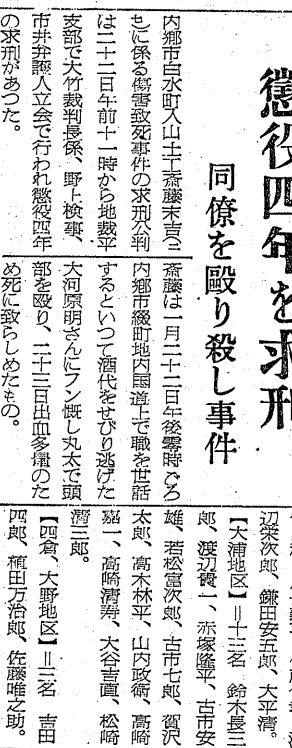 懲役四年を求刑
同僚を毆り殺し事件
内郷市白水町入山土工斎藤末吉(三
七)に係る傷害致死事件の求刑公判
は二十二日午前十一時から地裁平
支部で大竹裁判長係、野上検事、
市井弁護人立会で行われ懲役四年
の求刑があつた。
斎藤は一月二十二日午後零時ごろ
内郷市綴町地内国道上で職を世話
するといつて酒代をせびり逃げた
大河原明さんにフン慨し丸太で頭
部を毆り、二十三日出血多量のた
め死に致らしめたもの。
辺栄次郎、鎌田安五郎、大平清。
【大浦地区】=十三名 鈴木長三
郎、渡辺貴一、赤塚隆平、古市安
雄、若松富次郎、古市七郎、賀沢
太郎、高木林平、山内政衛、高崎
嘉一、高崎清寿、大谷吉直、松崎
清三郎。
【四倉、大野地区】=三名 吉田
四郎、植田万治郎、佐藤唯之助。